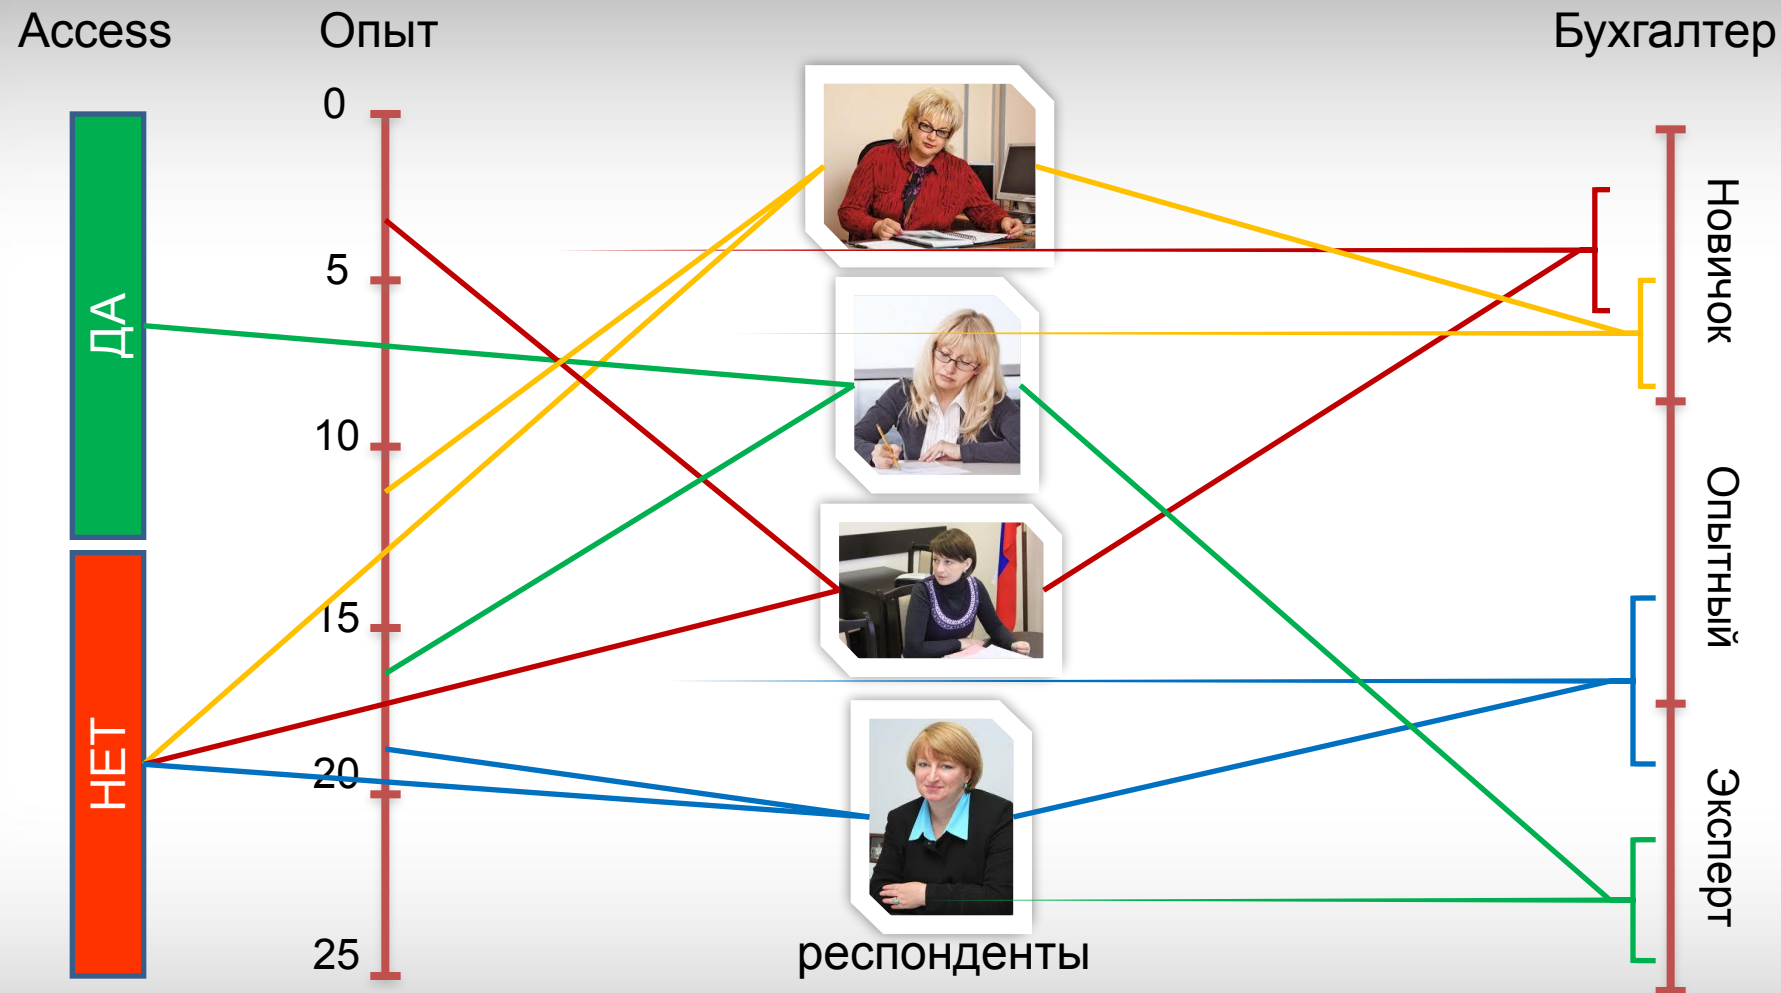 Access
Опыт
Бухгалтер
0
5
10
15
20
25
ДА
НЕТ
Новичок
Опытный
Эксперт
респонденты